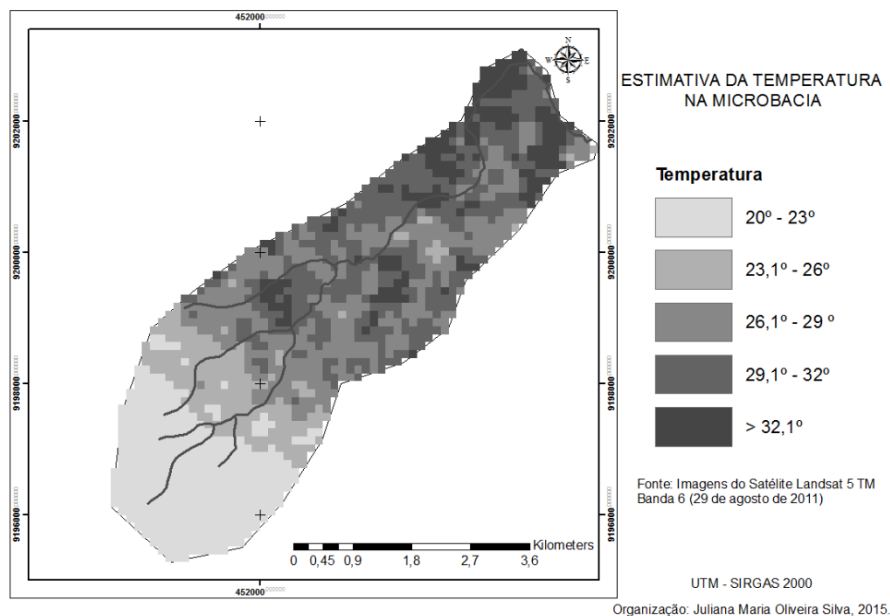 452000
ESTIMATIVA DA TEMPERATURA
NA MICROBACIA
N
W E
S
9202000
9202000
Temperatura
20º - 23º
23,1º - 26º
9200000
9200000
26,1º - 29 º
29,1º - 32º
9198000
9198000
> 32,1º
Fonte: Imagens do Satélite Landsat 5 TM
Banda 6 (29 de agosto de 2011)
9196000
9196000
Kilometers
0 0,45 0,9 1,8 2,7 3,6
452000
UTM - SIRGAS 2000
Organização: Juliana Maria Oliveira Silva, 2015.